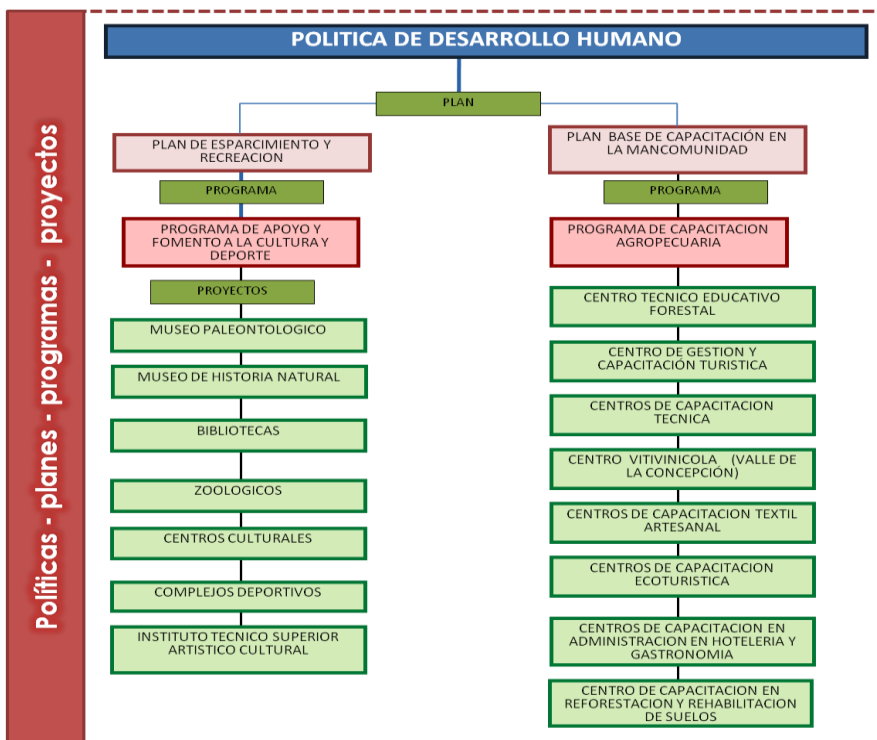 Políticas - planes - programas - proyectos
POLITICA DE DESARROLLO HUMANO
PLAN
PLAN DE ESPARCIMIENTO Y
RECREACION
PROGRAMA
PROGRAMA DE APOYO Y
FOMENTO A LA CULTURA Y
DEPORTE
PROYECTOS
MUSEO PALEONTOLOGICO
MUSEO DE HISTORIA NATURAL
BIBLIOTECAS
ZOOLOGICOS
CENTROS CULTURALES
COMPLEJOS DEPORTIVOS
INSTITUTO TECNICO SUPERIOR
ARTISTICO CULTURAL
PLAN BASE DE CAPACITACIÓN EN
LA MANCOMUNIDAD
PROGRAMA
PROGRAMA DE CAPACITACION
AGROPECUARIA
CENTRO TECNICO EDUCATIVO
FORESTAL
CENTRO DE GESTION Y
CAPACITACIÓN TURISTICA
CENTROS DE CAPACITACION
TECNICA
CENTRO VITIVINICOLA (VALLE DE
LA CONCEPCIÓN)
CENTROS DE CAPACITACION TEXTIL
ARTESANAL
CENTROS DE CAPACITACION
ECOTURISTICA
CENTROS DE CAPACITACION EN
ADMINISTRACION EN HOTELERIA Y
GASTRONOMIA
CENTRO DE CAPACITACION EN
REFORESTACION Y REHABILITACION
DE SUELOS